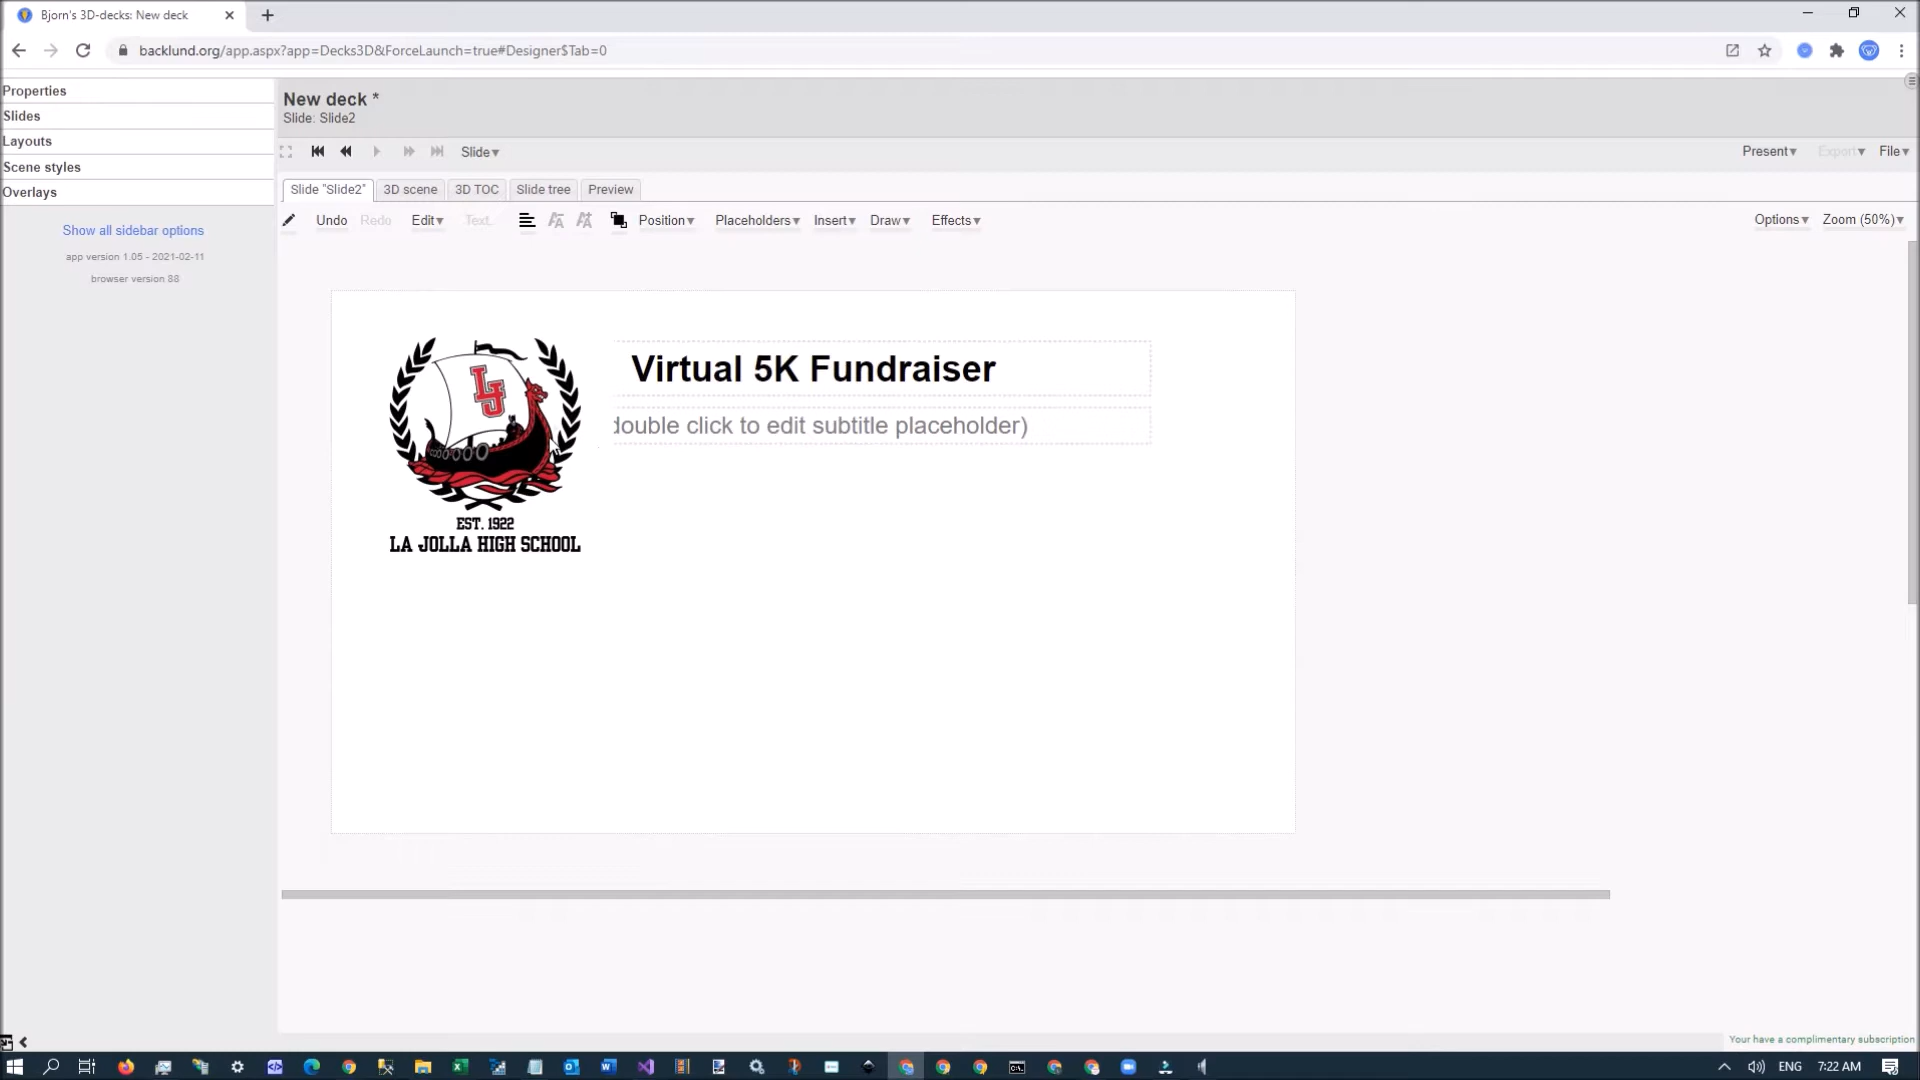 Bjorn's 3D-decks: New deck
backlund.org/app.aspx?app=Decks3D&ForceLaunch=true#Designer$Tab=0
Properties
Slides
Layouts
Scene styles
Overlays
Show all sidebar options
app version 1.05 - 2021-02-11
browser version 88
New deck *
Slide: Slide2
Slide▾
Present▾
Export▾
File▾
Slide "Slide2"
3D scene
3D TOC
Slide tree
Preview
Undo
Redo
Edit▾
Text
Position▾
Placeholders▾
Insert▾
Draw▾
Effects▾
Options▾
Zoom (50%)▾
LJ
EST. 1922
LA JOLLA HIGH SCHOOL
Virtual 5K Fundraiser
double click to edit subtitle placeholder)
Your have a complimentary subscription
ENG
7:22 AM